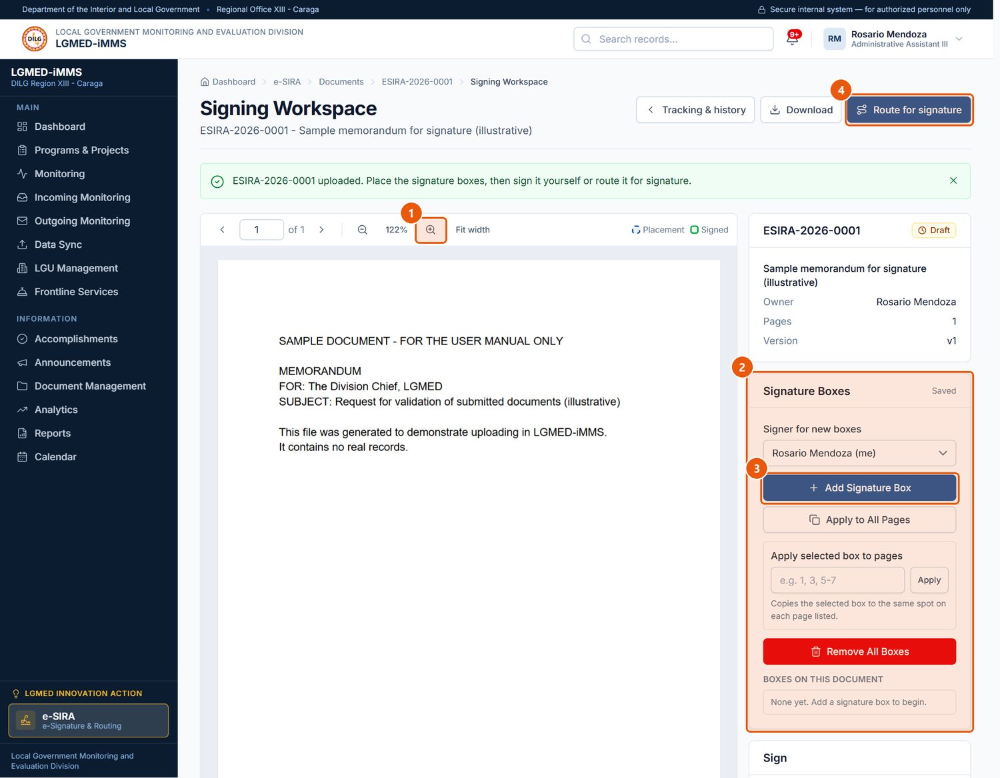 Department of the Interior and Local Government • Regional Office XIII - Caraga
Secure internal system — for authorized personnel only
DILG
LOCAL GOVERNMENT MONITORING AND EVALUATION DIVISION
LGMED-iMMS
Search records...
9+
RM
Rosario Mendoza
Administrative Assistant III
LGMED-iMMS
DILG Region XIII - Caraga
MAIN
Dashboard
Programs & Projects
Monitoring
Incoming Monitoring
Outgoing Monitoring
Data Sync
LGU Management
Frontline Services
INFORMATION
Accomplishments
Announcements
Document Management
Analytics
Reports
Calendar
LGMED INNOVATION ACTION
e-SIRA
e-Signature & Routing
Local Government Monitoring and
Evaluation Division
Dashboard > e-SIRA > Documents > ESIRA-2026-0001 > Signing Workspace
Signing Workspace
ESIRA-2026-0001 - Sample memorandum for signature (illustrative)
Tracking & history
Download
4
Route for signature
ESIRA-2026-0001 uploaded. Place the signature boxes, then sign it yourself or route it for signature.
1 of 1
122%
1
Fit width
Placement
Signed
SAMPLE DOCUMENT - FOR THE USER MANUAL ONLY
MEMORANDUM
FOR: The Division Chief, LGMED
SUBJECT: Request for validation of submitted documents (illustrative)
This file was generated to demonstrate uploading in LGMED-iMMS.
It contains no real records.
ESIRA-2026-0001
Draft
Sample memorandum for signature
(illustrative)
Owner Rosario Mendoza
Pages 1
Version v1
2
Signature Boxes
Saved
Signer for new boxes
Rosario Mendoza (me)
3
Add Signature Box
Apply to All Pages
Apply selected box to pages
e.g. 1, 3, 5-7
Apply
Copies the selected box to the same spot on
each page listed.
Remove All Boxes
BOXES ON THIS DOCUMENT
None yet. Add a signature box to begin.
Sign